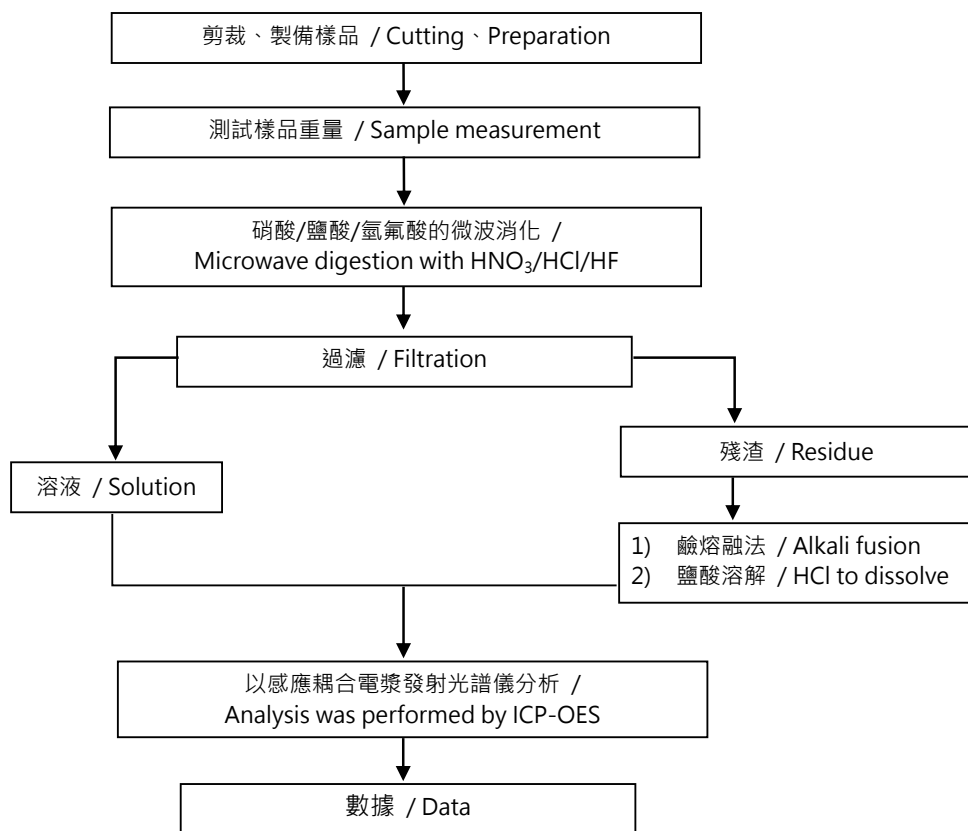 剪裁、製備樣品 / Cutting、Preparation
測試樣品重量 / Sample measurement
硝酸/鹽酸/氫氟酸的微波消化 /
Microwave digestion with HNO₃/HCl/HF
過濾 / Filtration
溶液 / Solution
殘渣 / Residue
1) 鹼熔融法 / Alkali fusion
2) 鹽酸溶解 / HCl to dissolve
以感應耦合電漿發射光譜儀分析 /
Analysis was performed by ICP-OES
數據 / Data